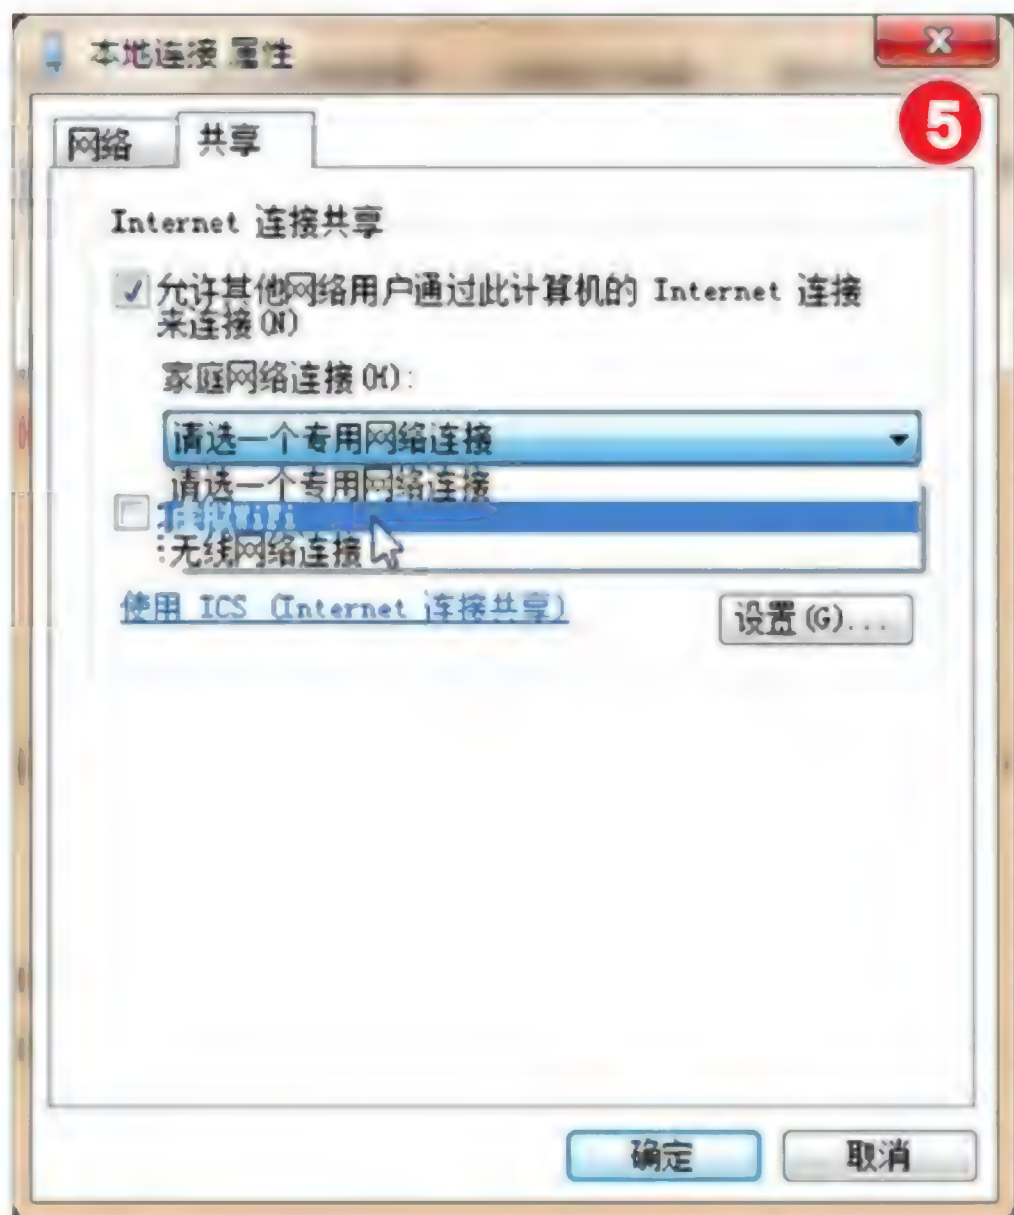 本地连接 属性
5
网络 共享
Internet 连接共享
允许其他网络用户通过此计算机的 Internet 连接
来连接(N)
家庭网络连接(H):
请选一个专用网络连接
请选一个专用网络连接
WiFi
无线网络连接
使用 ICS (Internet 连接共享)
设置(G)...
确定 取消